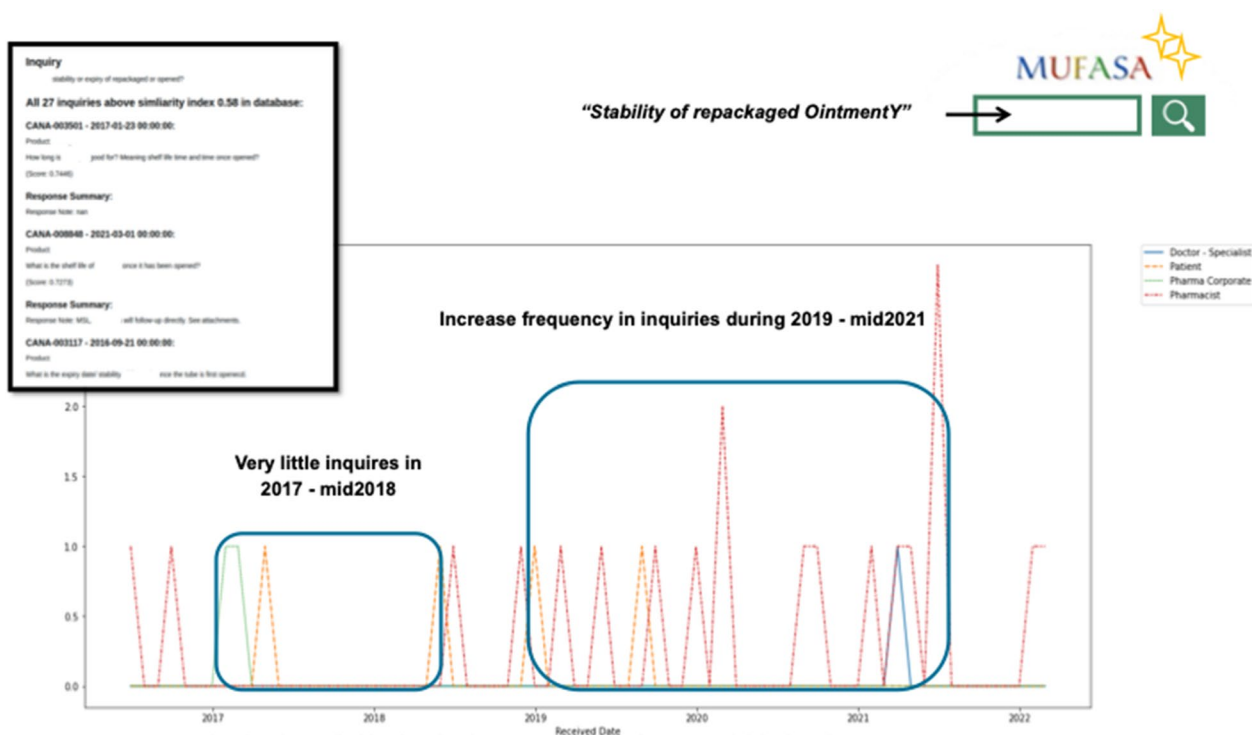 MUFASA
"Stability of repackaged OintmentY"
Inquiry
stability or expiry of repackaged or opened?
All 27 inquiries above simliarity index 0.58 in database:
CANA-003501 - 2017-01-23 00:00:00:
Product:
How long is good for? Meaning shelf life time and time once opened?
(Score: 0.7446)
Response Summary:
Response Note: nan
CANA-008848 - 2021-03-01 00:00:00:
Product:
What is the shelf life of once it has been opened?
(Score: 0.7273)
Response Summary:
Response Note: MSL, will follow-up directly. See attachments.
CANA-003117 - 2016-09-21 00:00:00:
Product:
What is the expiry date/ stability once the tube is first opened.
Doctor - Specialist
Patient
Pharma Corporate
Pharmacist
Increase frequency in inquiries during 2019 - mid2021
Very little inquires in
2017 - mid2018
2.0
1.5
1.0
0.5
0.0
2017 2018 2019 2020 2021 2022
Received Date